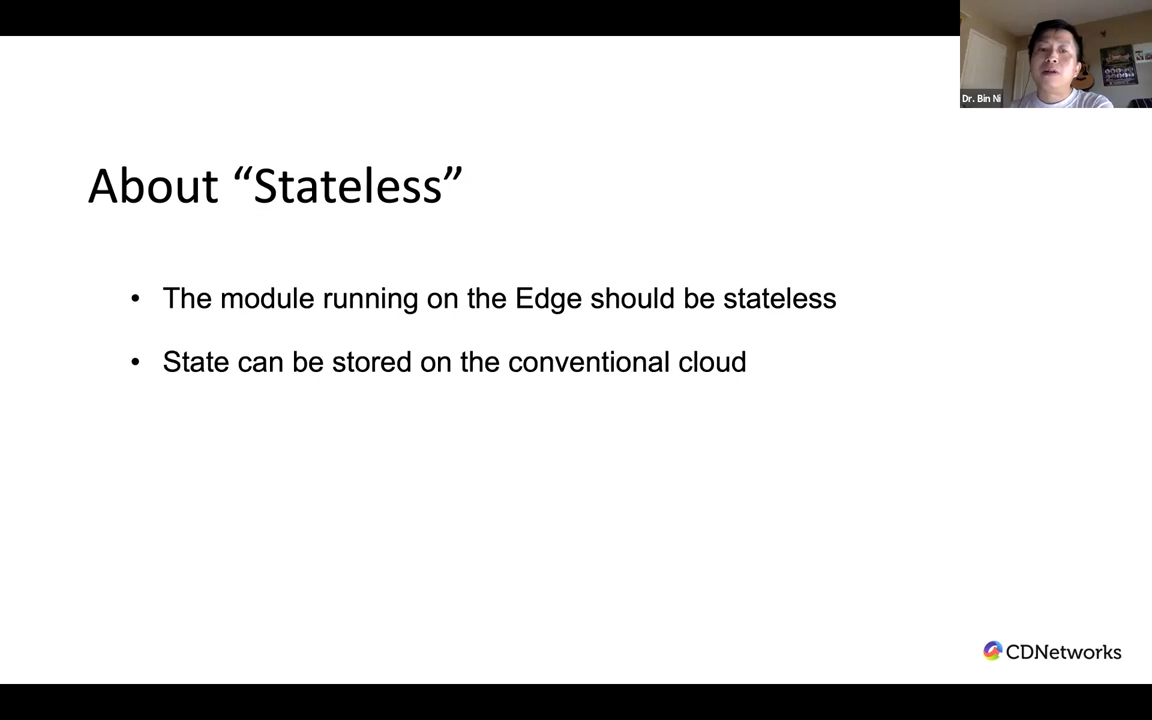 Dr. Bin Ni
About “Stateless”
• The module running on the Edge should be stateless
• State can be stored on the conventional cloud
CDNetworks